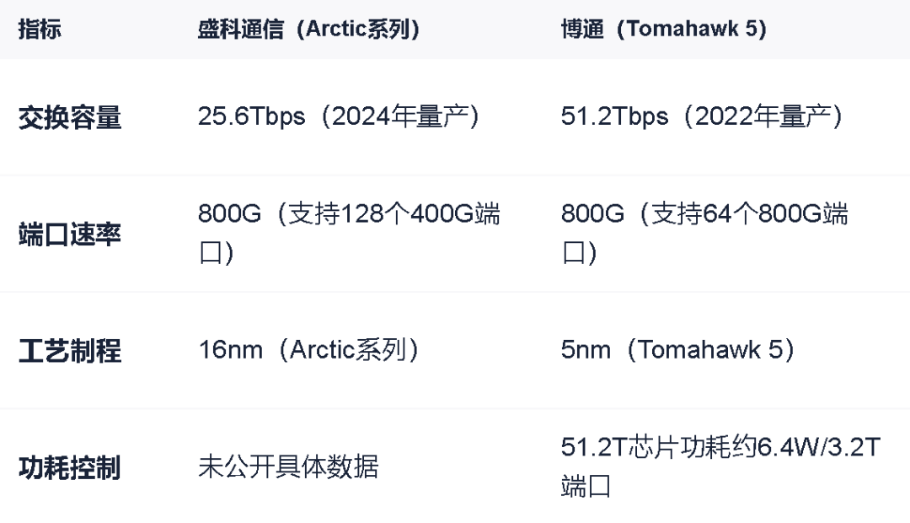 指标 盛科通信（Arctic系列） 博通（Tomahawk 5）
交换容量 25.6Tbps（2024年量产） 51.2Tbps（2022年量产）
端口速率 800G（支持128个400G端口） 800G（支持64个800G端口）
工艺制程 16nm（Arctic系列） 5nm（Tomahawk 5）
功耗控制 未公开具体数据 51.2T芯片功耗约6.4W/3.2T端口